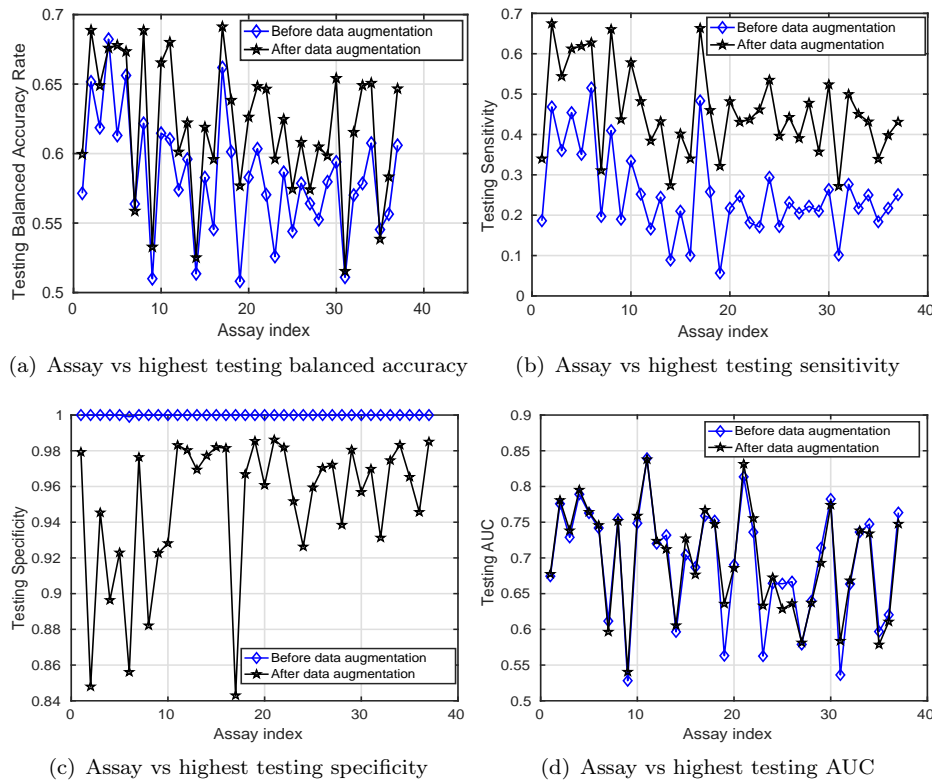 Testing Balanced Accuracy Rate
0.7
0.65
0.6
0.55
0.5
0 10 20 30 40
Assay index
Before data augmentation
After data augmentation
(a) Assay vs highest testing balanced accuracy
Testing Sensitivity
0.7
0.6
0.5
0.4
0.3
0.2
0.1
0
0 10 20 30 40
Assay index
Before data augmentation
After data augmentation
(b) Assay vs highest testing sensitivity
Testing Specificity
1
0.98
0.96
0.94
0.92
0.9
0.88
0.86
0.84
0 10 20 30 40
Assay index
Before data augmentation
After data augmentation
(c) Assay vs highest testing specificity
Testing AUC
0.9
0.85
0.8
0.75
0.7
0.65
0.6
0.55
0.5
0 10 20 30 40
Assay index
Before data augmentation
After data augmentation
(d) Assay vs highest testing AUC